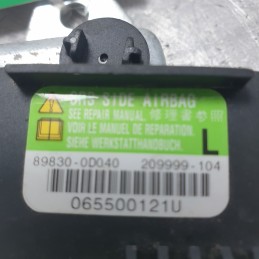 SRS SIDE AIRBAG
SEE REPAIR MANUAL
VOIR LE MANUEL DE REPARATION.
SIEHE WERKSTATTHANDBUCH.
L
89830-0D040 209999-104
065500121U